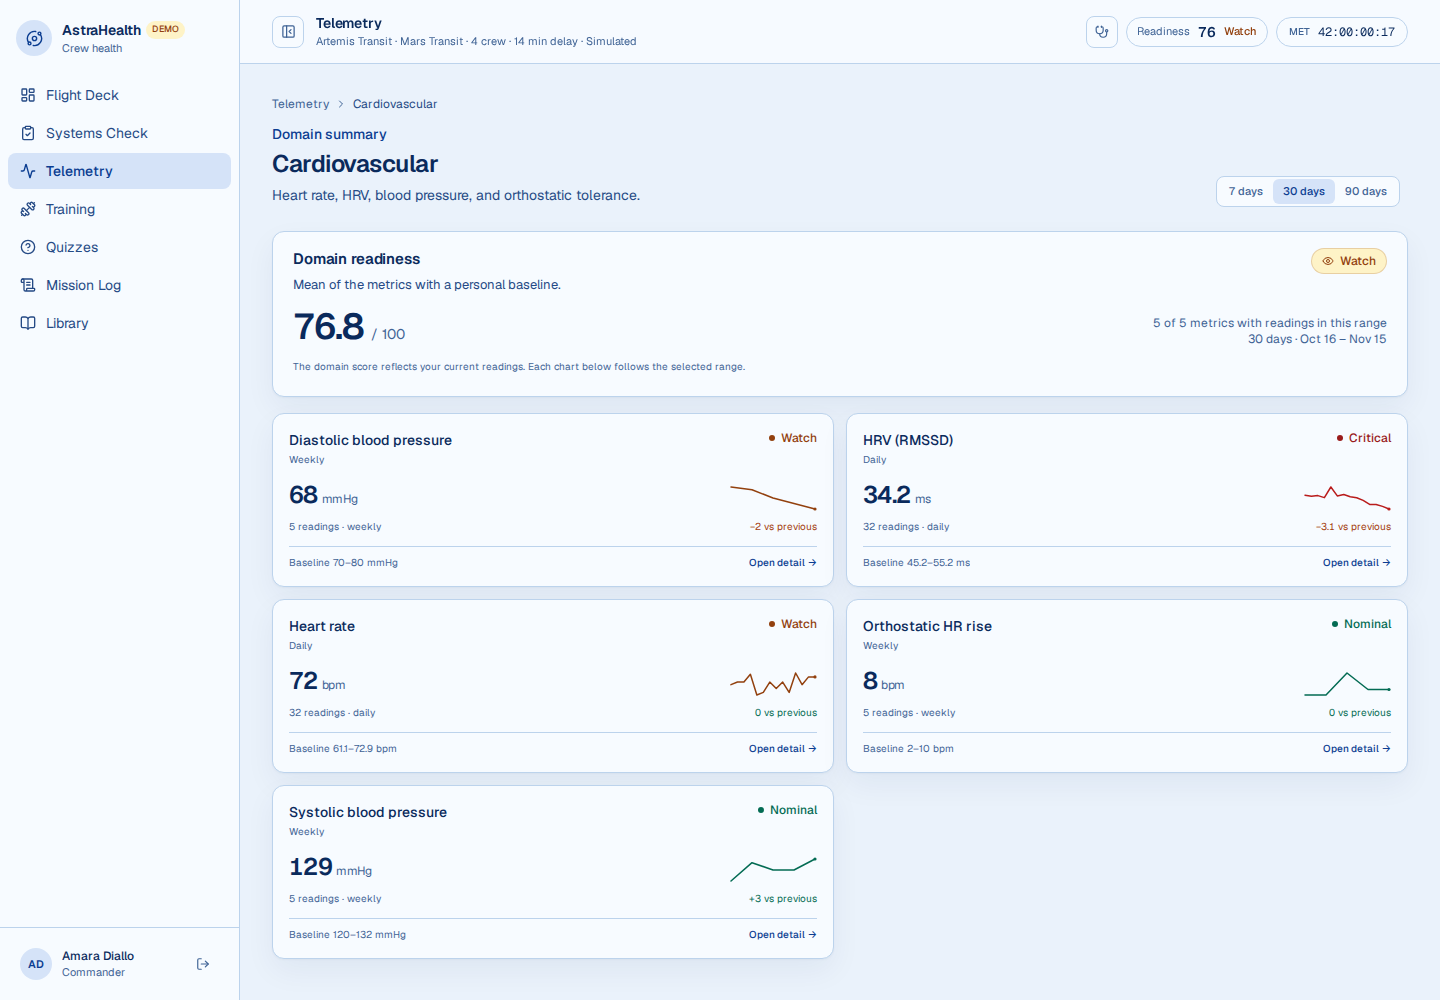 AstraHealth DEMO
Crew health
Flight Deck
Systems Check
Telemetry
Training
Quizzes
Mission Log
Library
AD
Amara Diallo
Commander
Telemetry
Artemis Transit · Mars Transit · 4 crew · 14 min delay · Simulated
Readiness 76 Watch
MET 42:00:00:17
Telemetry > Cardiovascular
Domain summary
Cardiovascular
Heart rate, HRV, blood pressure, and orthostatic tolerance.
7 days 30 days 90 days
Domain readiness
Watch
Mean of the metrics with a personal baseline.
76.8 / 100
5 of 5 metrics with readings in this range
30 days · Oct 16 – Nov 15
The domain score reflects your current readings. Each chart below follows the selected range.
Diastolic blood pressure
Watch
Weekly
68 mmHg
5 readings · weekly
−2 vs previous
Baseline 70–80 mmHg
Open detail →
HRV (RMSSD)
Critical
Daily
34.2 ms
32 readings · daily
−3.1 vs previous
Baseline 45.2–55.2 ms
Open detail →
Heart rate
Watch
Daily
72 bpm
32 readings · daily
0 vs previous
Baseline 61.1–72.9 bpm
Open detail →
Orthostatic HR rise
Nominal
Weekly
8 bpm
5 readings · weekly
0 vs previous
Baseline 2–10 bpm
Open detail →
Systolic blood pressure
Nominal
Weekly
129 mmHg
5 readings · weekly
+3 vs previous
Baseline 120–132 mmHg
Open detail →